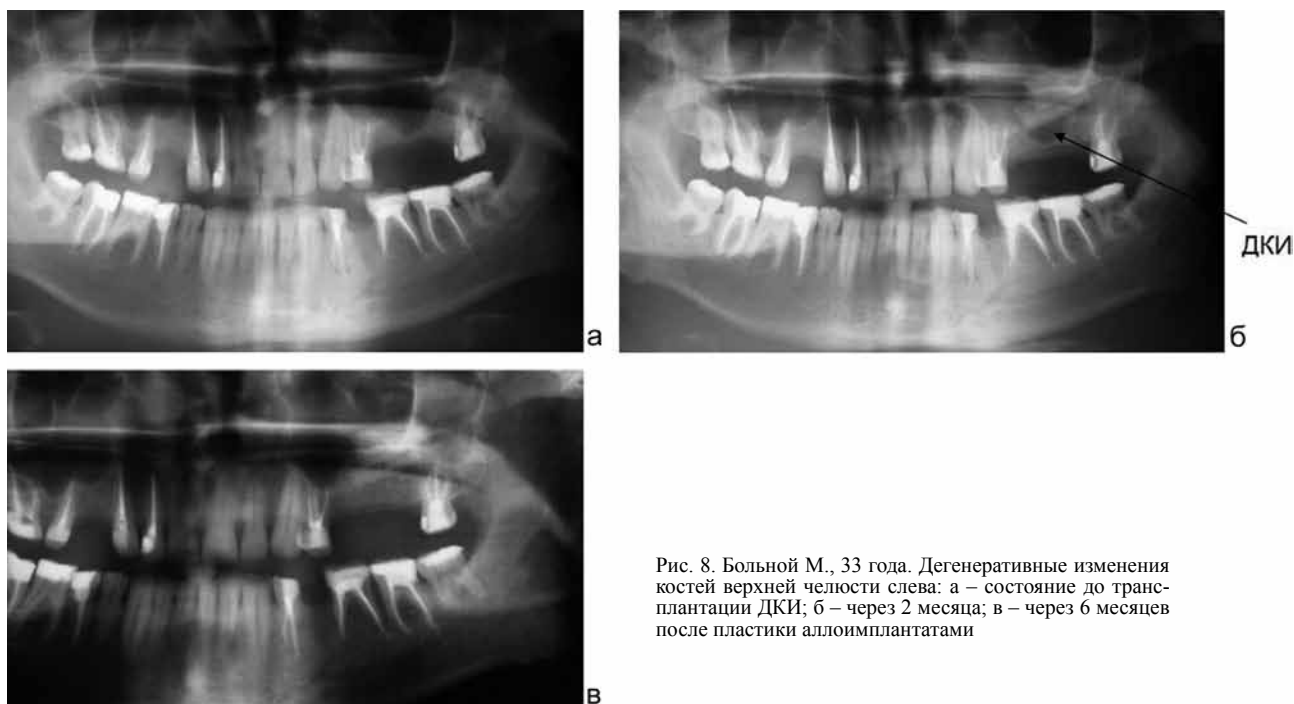 а
б
ДКИ
в
Рис. 8. Больной М., 33 года. Дегенеративные изменения
костей верхней челюсти слева: а – состояние до транс-
плантации ДКИ; б – через 2 месяца; в – через 6 месяцев
после пластики аллоимплантатами